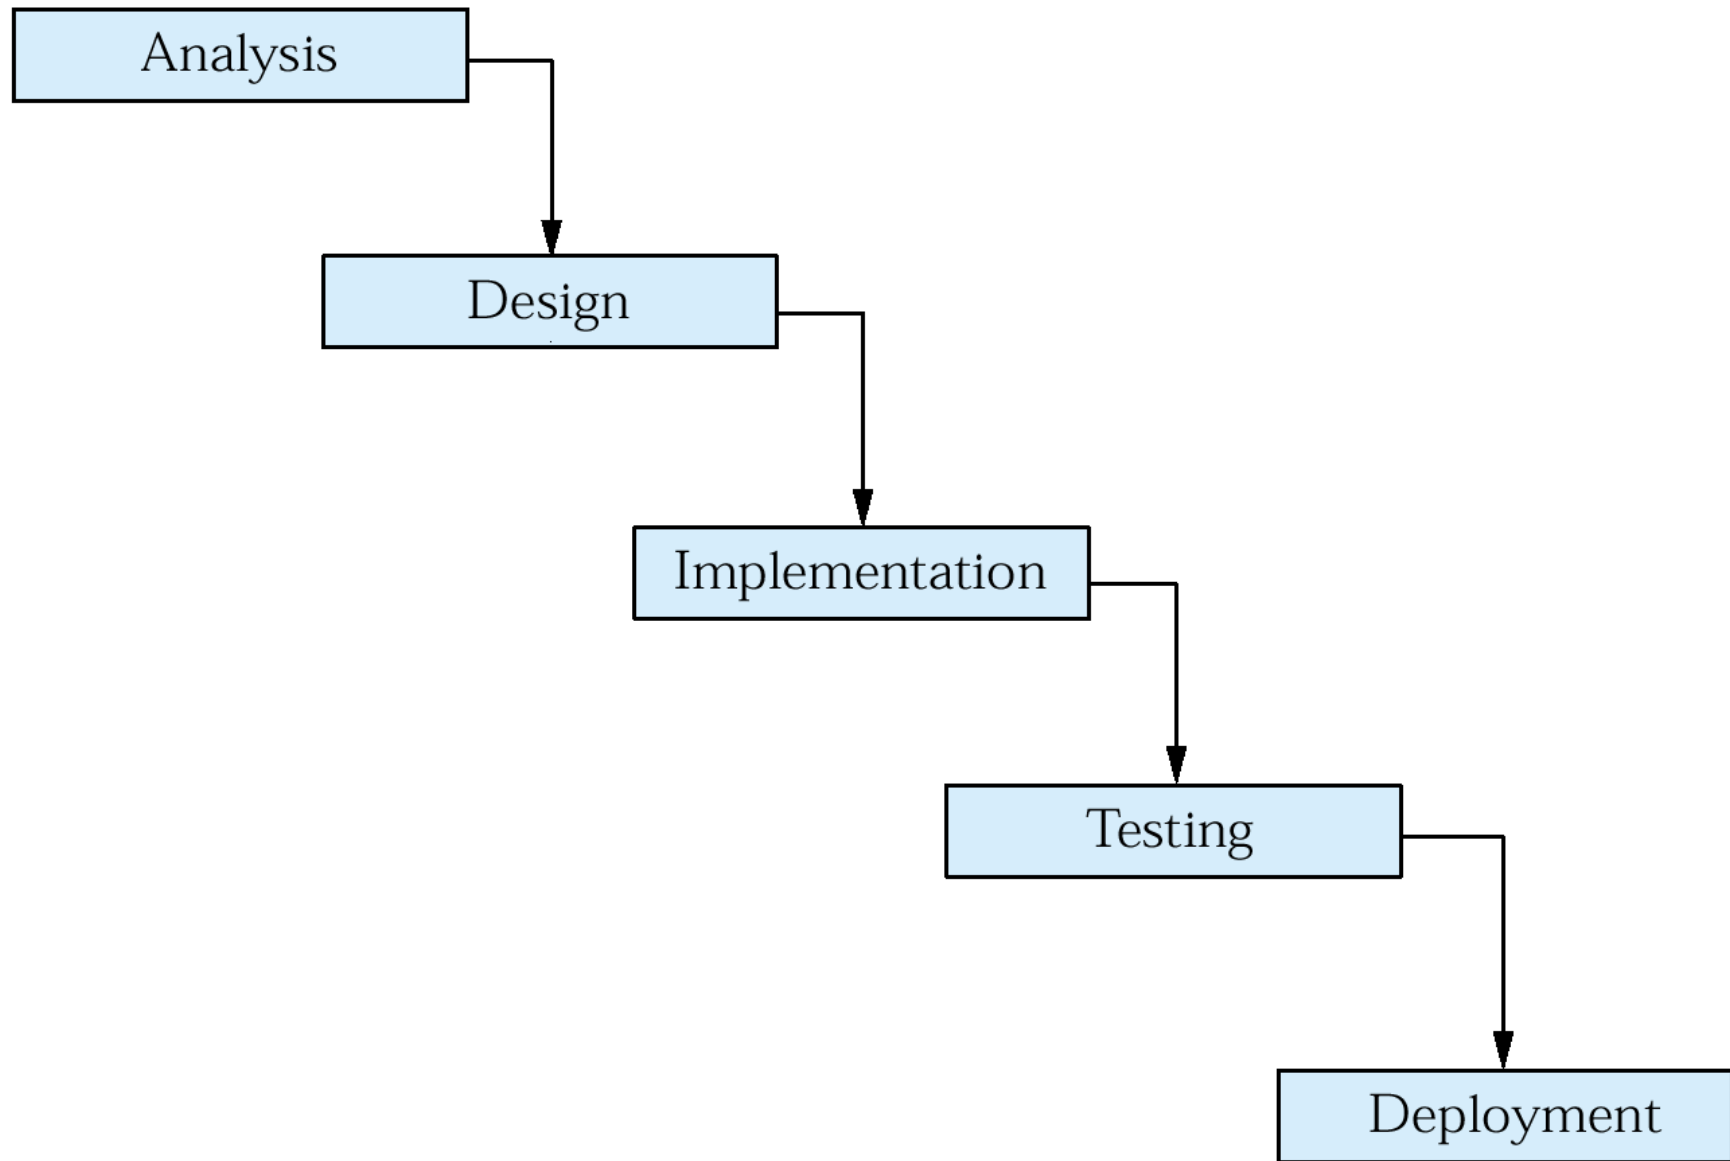 Analysis
Design
Implementation
Testing
Deployment